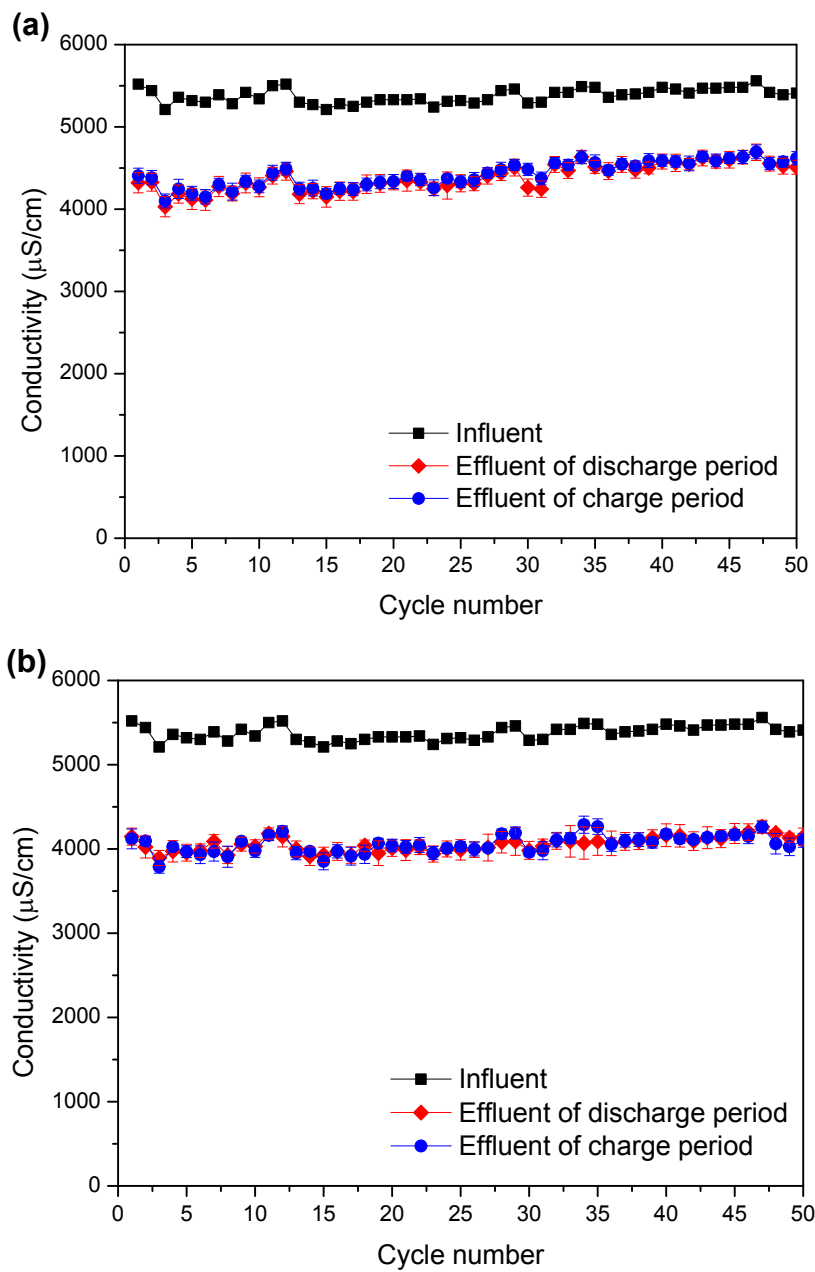 (a)
6000
5000
4000
3000
2000
1000
0
Conductivity (μS/cm)
Influent
Effluent of discharge period
Effluent of charge period
0 5 10 15 20 25 30 35 40 45 50
Cycle number
(b)
6000
5000
4000
3000
2000
1000
0
Conductivity (μS/cm)
Influent
Effluent of discharge period
Effluent of charge period
0 5 10 15 20 25 30 35 40 45 50
Cycle number